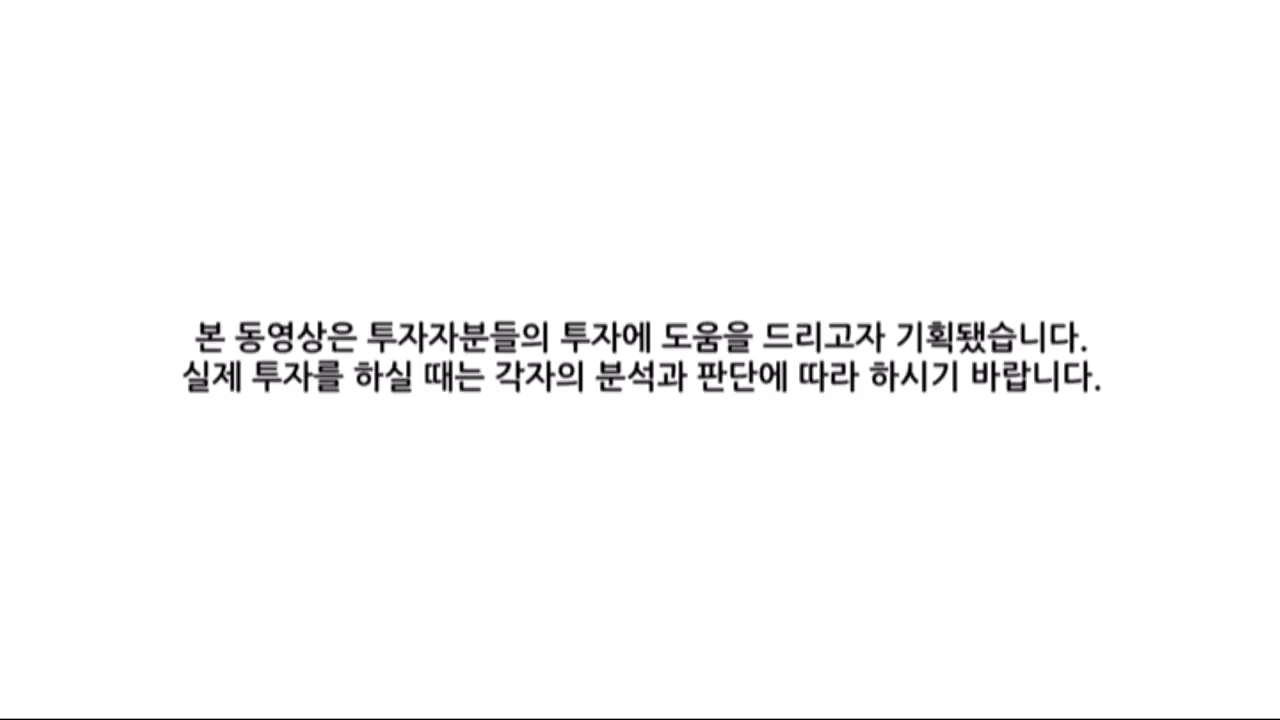 본 동영상은 투자자분들의 투자에 도움을 드리고자 기획됐습니다.
실제 투자를 하실 때는 각자의 분석과 판단에 따라 하시기 바랍니다.